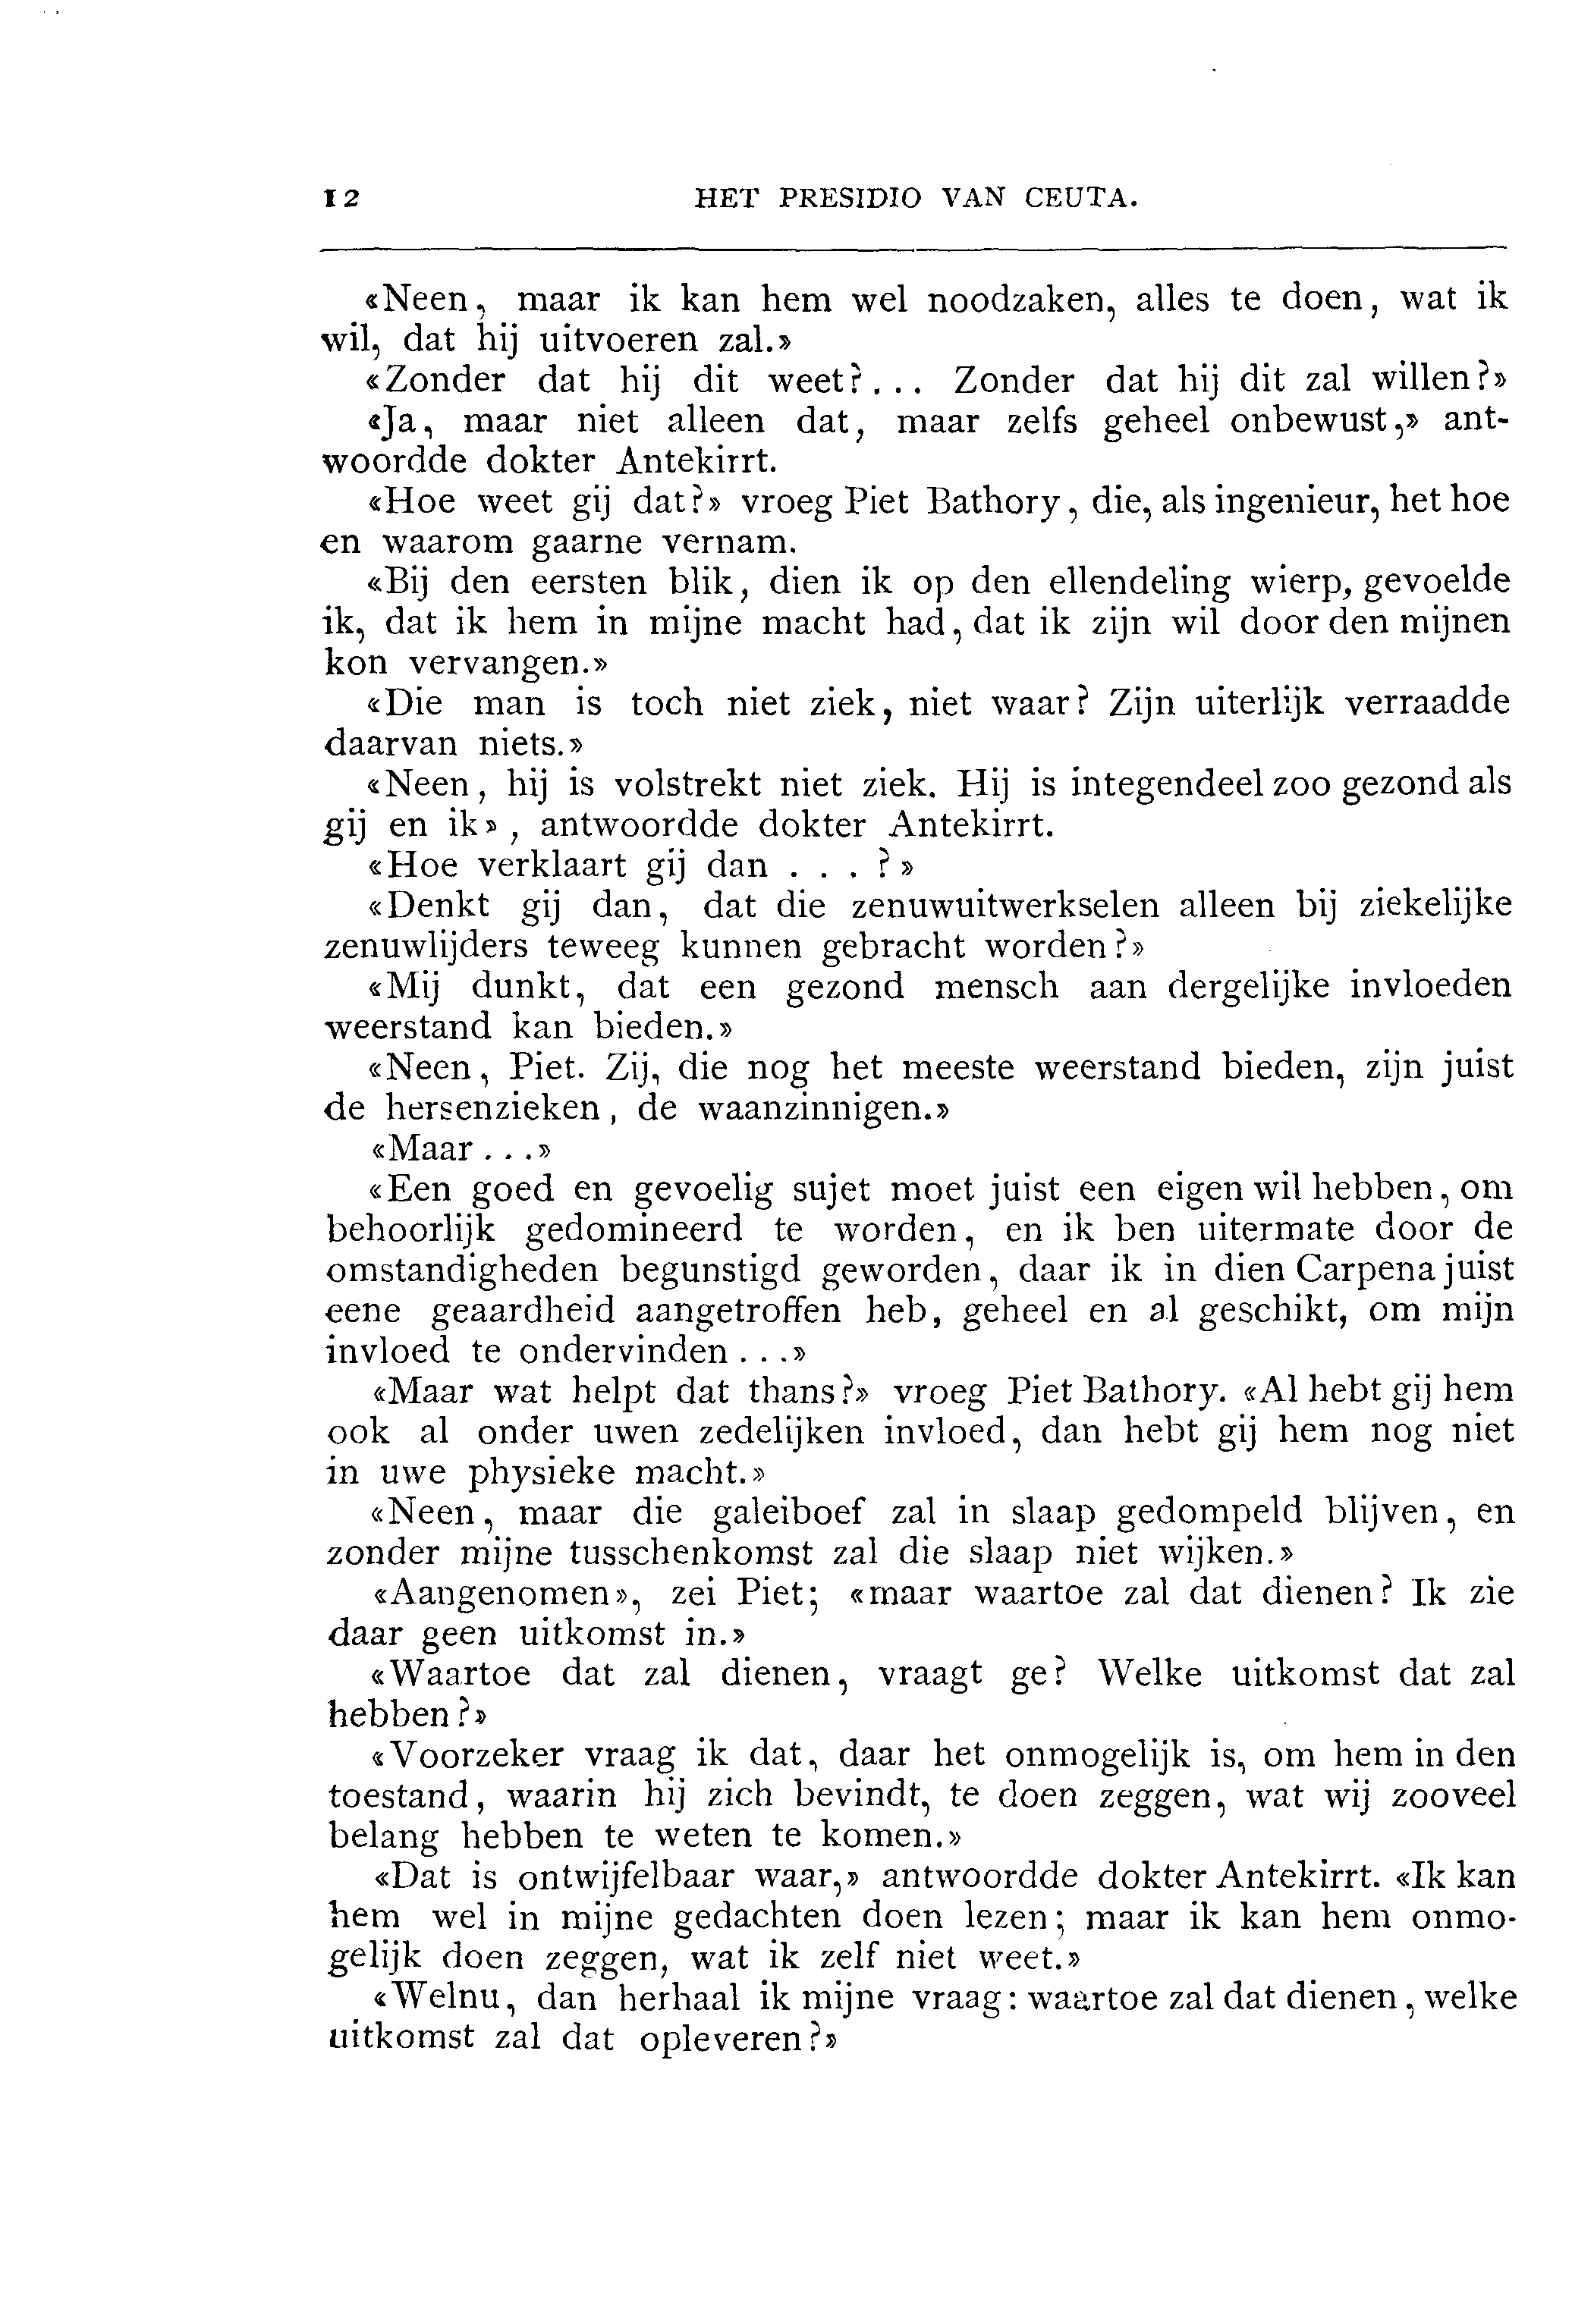 12 HET PRESIDIO VAN CEUTA.
«Neen, maar ik kan hem wel noodzaken, alles te doen, wat ik
wil, dat hij uitvoeren zal.»
«Zonder dat hij dit weet?... Zonder dat hij dit zal willen?»
«Ja, maar niet alleen dat, maar zelfs geheel onbewust,» ant-
woordde dokter Antekirrt.
«Hoe weet gij dat?» vroeg Piet Bathory, die, als ingenieur, het hoe
en waarom gaarne vernam.
«Bij den eersten blik, dien ik op den ellendeling wierp, gevoelde
ik, dat ik hem in mijne macht had, dat ik zijn wil door den mijnen
kon vervangen.»
«Die man is toch niet ziek, niet waar? Zijn uiterlijk verraadde
daarvan niets.»
«Neen, hij is volstrekt niet ziek. Hij is integendeel zoo gezond als
gij en ik», antwoordde dokter Antekirrt.
«Hoe verklaart gij dan . . . ?»
«Denkt gij dan, dat die zenuwuitwerkselen alleen bij ziekelijke
zenuwlijders teweeg kunnen gebracht worden?»
«Mij dunkt, dat een gezond mensch aan dergelijke invloeden
weerstand kan bieden.»
«Neen, Piet. Zij, die nog het meeste weerstand bieden, zijn juist
de hersenzieken, de waanzinnigen.»
«Maar . . .»
«Een goed en gevoelig sujet moet juist een eigen wil hebben, om
behoorlijk gedomineerd te worden, en ik ben uitermate door de
omstandigheden begunstigd geworden, daar ik in dien Carpena juist
eene geaardheid aangetroffen heb, geheel en al geschikt, om mijn
invloed te ondervinden . . .»
«Maar wat helpt dat thans?» vroeg Piet Bathory. «Al hebt gij hem
ook al onder uwen zedelijken invloed, dan hebt gij hem nog niet
in uwe physieke macht.»
«Neen, maar die galeiboef zal in slaap gedompeld blijven, en
zonder mijne tusschenkomst zal die slaap niet wijken.»
«Aangenomen», zei Piet; «maar waartoe zal dat dienen? Ik zie
daar geen uitkomst in.»
«Waartoe dat zal dienen, vraagt ge? Welke uitkomst dat zal
hebben?»
«Voorzeker vraag ik dat, daar het onmogelijk is, om hem in den
toestand, waarin hij zich bevindt, te doen zeggen, wat wij zooveel
belang hebben te weten te komen.»
«Dat is ontwijfelbaar waar,» antwoordde dokter Antekirrt. «Ik kan
hem wel in mijne gedachten doen lezen; maar ik kan hem onmo-
gelijk doen zeggen, wat ik zelf niet weet.»
«Welnu, dan herhaal ik mijne vraag: waartoe zal dat dienen, welke
uitkomst zal dat opleveren?»